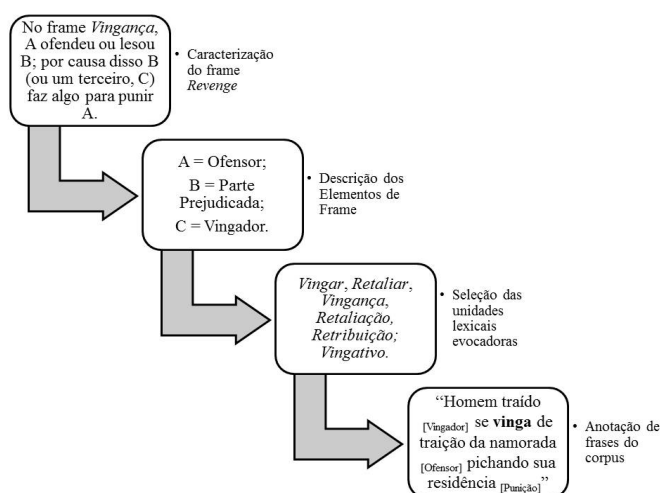 No frame Vingança,
A ofendeu ou lesou
B; por causa disso B
(ou um terceiro, C)
faz algo para punir
A.
• Caracterização
do frame
Revenge
A = Ofensor;
B = Parte
Prejudicada;
C = Vingador.
• Descrição dos
Elementos de
Frame
Vingar, Retaliar,
Vingança,
Retaliação,
Retribuição;
Vingativo.
• Seleção das
unidades
lexicais
evocadoras
“Homem traído
[Vingador] se vinga de
traição da namorada
[Ofensor] pichando sua
residência [Punição]”
• Anotação de
frases do
corpus